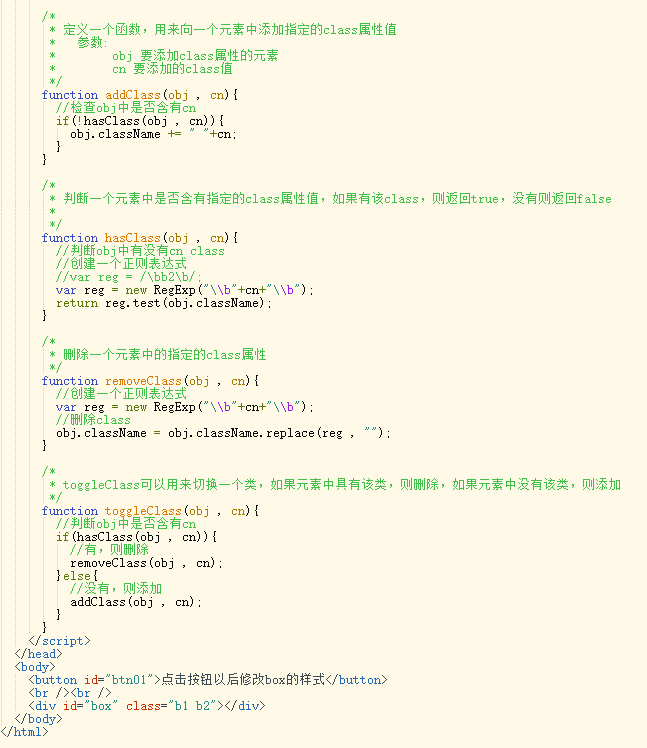 /*
* 定义一个函数，用来向一个元素中添加指定的class属性值
* 参数:
* obj 要添加class属性的元素
* cn 要添加的class值
*/
function addClass(obj , cn){
//检查obj中是否含有cn
if(!hasClass(obj , cn)){
obj.className += " "+cn;
}
}
/*
* 判断一个元素中是否含有指定的class属性值，如果有该class，则返回true，没有则返回false
*
*/
function hasClass(obj , cn){
//判断obj中有没有cn class
//创建一个正则表达式
//var reg = /\bb2\b/;
var reg = new RegExp("\\b"+cn+"\\b");
return reg.test(obj.className);
}
/*
* 删除一个元素中的指定的class属性
*/
function removeClass(obj , cn){
//创建一个正则表达式
var reg = new RegExp("\\b"+cn+"\\b");
//删除class
obj.className = obj.className.replace(reg , "");
}
/*
* toggleClass可以用来切换一个类，如果元素中具有该类，则删除，如果元素中没有该类，则添加
*/
function toggleClass(obj , cn){
//判断obj中是否含有cn
if(hasClass(obj , cn)){
//有，则删除
removeClass(obj , cn);
}else{
//没有，则添加
addClass(obj , cn);
}
}
</script>
</head>
<body>
<button id="btn01">点击按钮以后修改box的样式</button>
<br /><br />
<div id="box" class="b1 b2"></div>
</body>
</html>